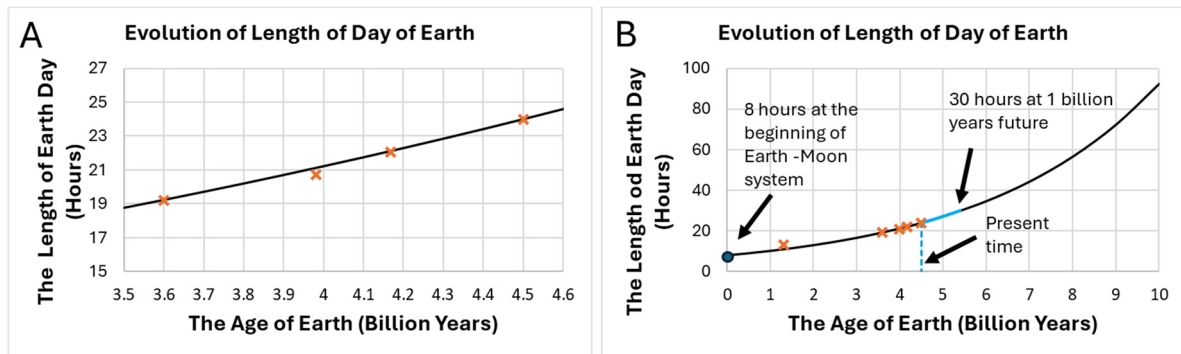 A
Evolution of Length of Day of Earth
The Length of Earth Day
(Hours)
27
25
23
21
19
17
15
3.5 3.6 3.7 3.8 3.9 4 4.1 4.2 4.3 4.4 4.5 4.6
The Age of Earth (Billion Years)
B
Evolution of Length of Day of Earth
The Length od Earth Day
(Hours)
100
80
60
40
20
0
8 hours at the
beginning of
Earth -Moon
system
30 hours at 1 billion
years future
Present
time
0 1 2 3 4 5 6 7 8 9 10
The Age of Earth (Billion Years)